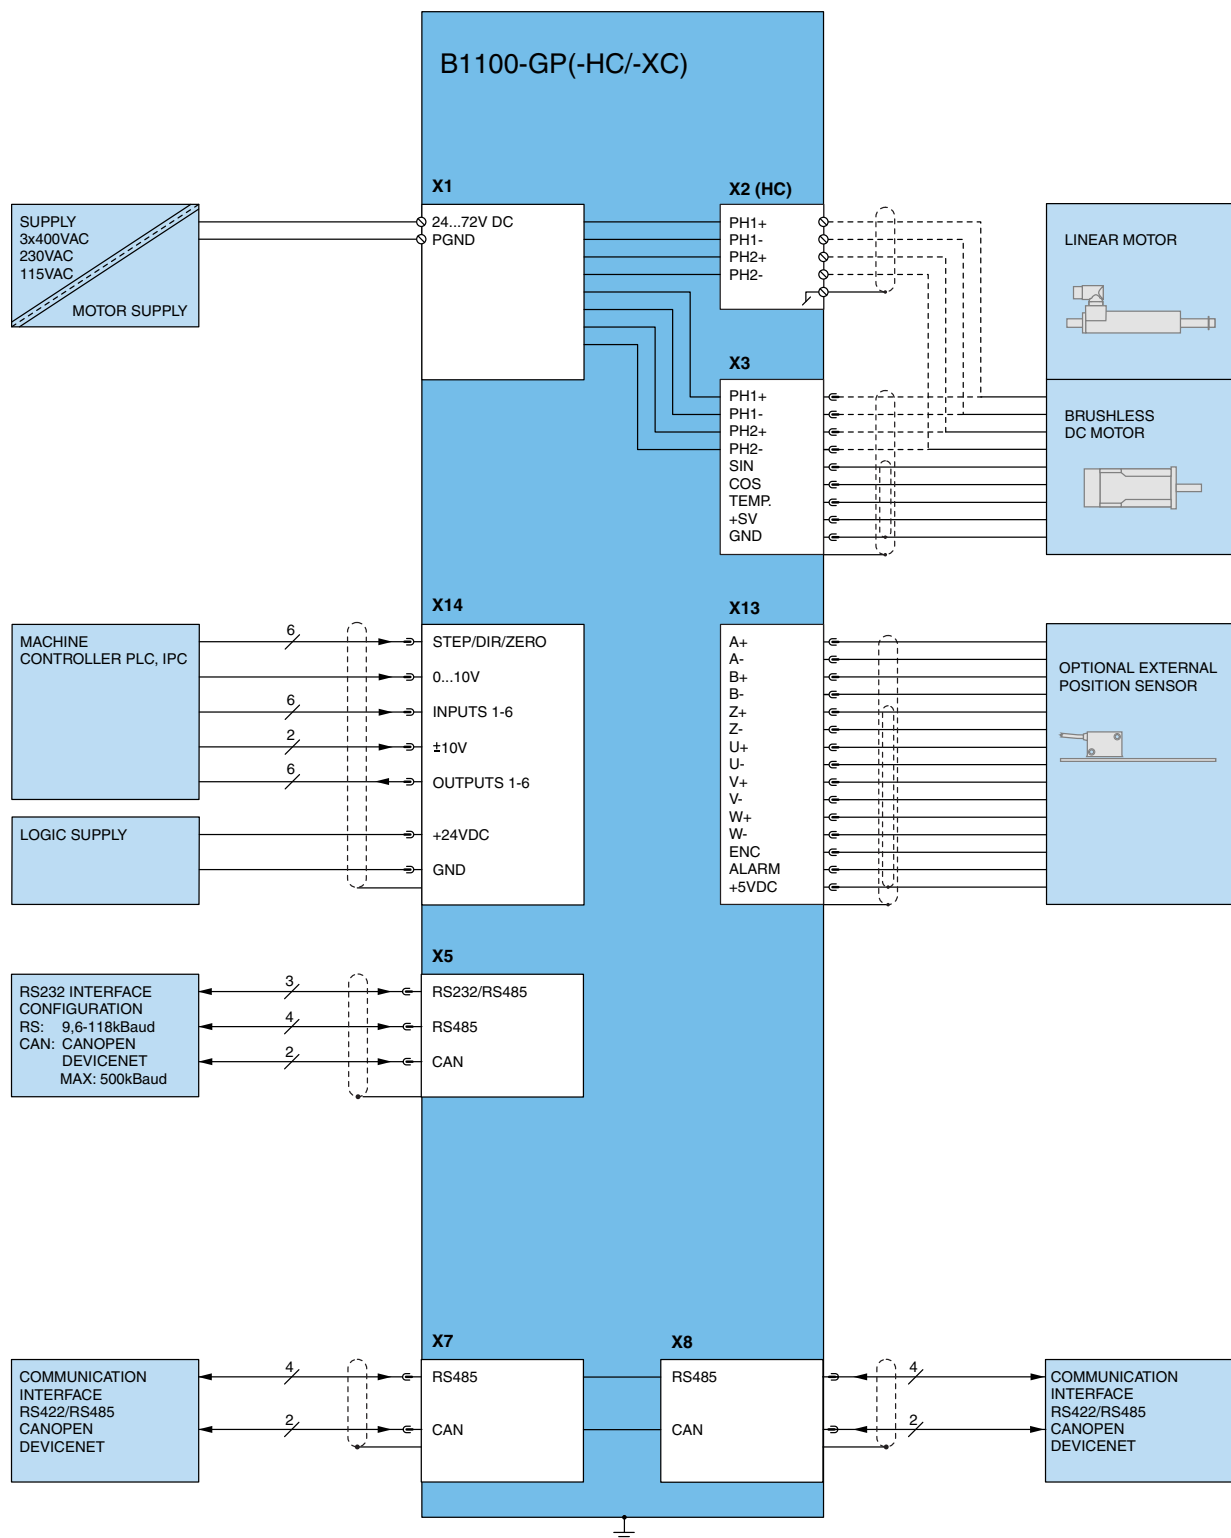 B1100-GP(-HC/-XC)
X1
X2 (HC)
SUPPLY
3x400VAC
230VAC
115VAC
MOTOR SUPPLY
24...72V DC
PGND
PH1+
PH1-
PH2+
PH2-
LINEAR MOTOR
X3
PH1+
PH1-
PH2+
PH2-
SIN
COS
TEMP.
+SV
GND
BRUSHLESS
DC MOTOR
X14
X13
MACHINE
CONTROLLER PLC, IPC
6
6
2
6
STEP/DIR/ZERO
0...10V
INPUTS 1-6
±10V
OUTPUTS 1-6
LOGIC SUPPLY
+24VDC
GND
A+
A-
B+
B-
Z+
Z-
U+
U-
V+
V-
W+
W-
ENC
ALARM
+5VDC
OPTIONAL EXTERNAL
POSITION SENSOR
X5
RS232 INTERFACE
CONFIGURATION
RS: 9,6-118kBaud
CAN: CANOPEN
DEVICENET
MAX: 500kBaud
3
4
2
RS232/RS485
RS485
CAN
X7
X8
COMMUNICATION
INTERFACE
RS422/RS485
CANOPEN
DEVICENET
4
2
RS485
CAN
RS485
CAN
4
2
COMMUNICATION
INTERFACE
RS422/RS485
CANOPEN
DEVICENET